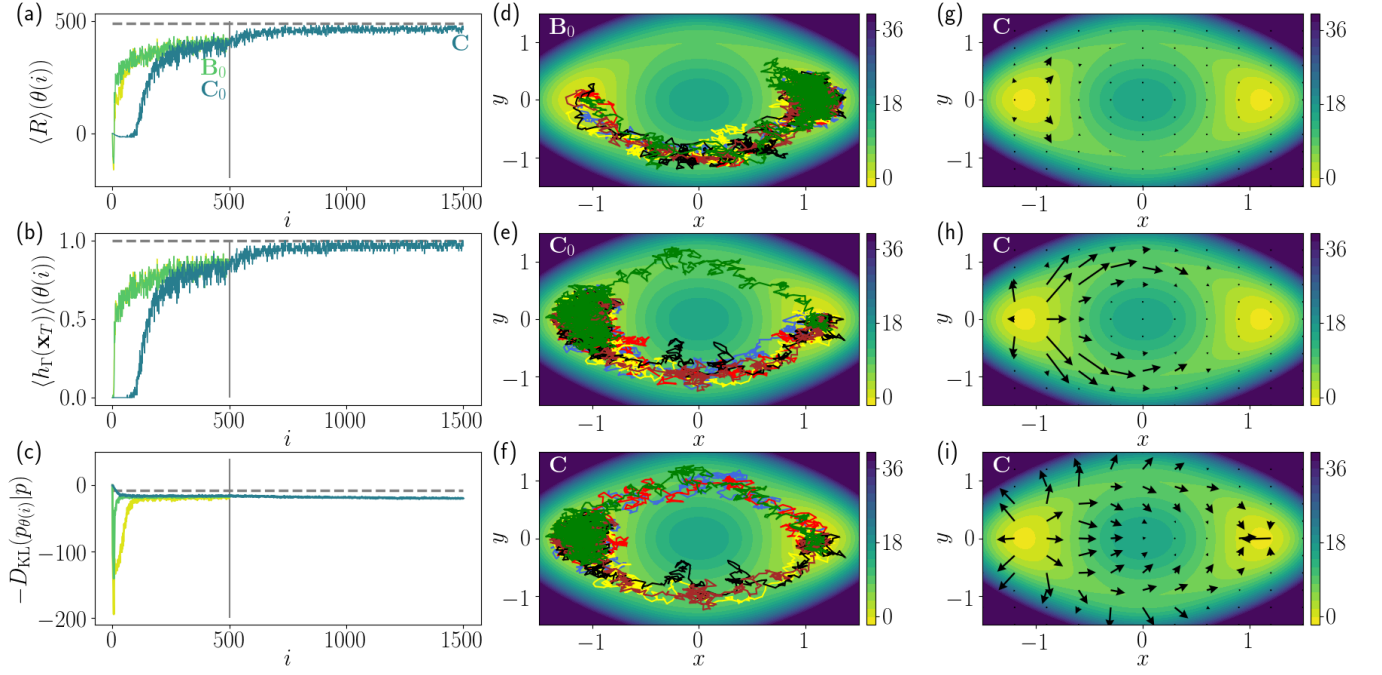 (a)
500
0
⟨R⟩(θ(i))
0
500
1000
1500
i
B₀
C₀
C
(b)
1.0
0.5
0.0
⟨h_Γ(x_T)⟩(θ(i))
0
500
1000
1500
i
(c)
0
−100
−200
−D_KL(p_θ(i)|p)
0
500
1000
1500
i
(d)
B₀
1
0
−1
y
−1
0
1
x
36
18
0
(e)
C₀
1
0
−1
y
−1
0
1
x
36
18
0
(f)
C
1
0
−1
y
−1
0
1
x
36
18
0
(g)
C
1
0
−1
y
−1
0
1
x
36
18
0
(h)
C
1
0
−1
y
−1
0
1
x
36
18
0
(i)
C
1
0
−1
y
−1
0
1
x
36
18
0